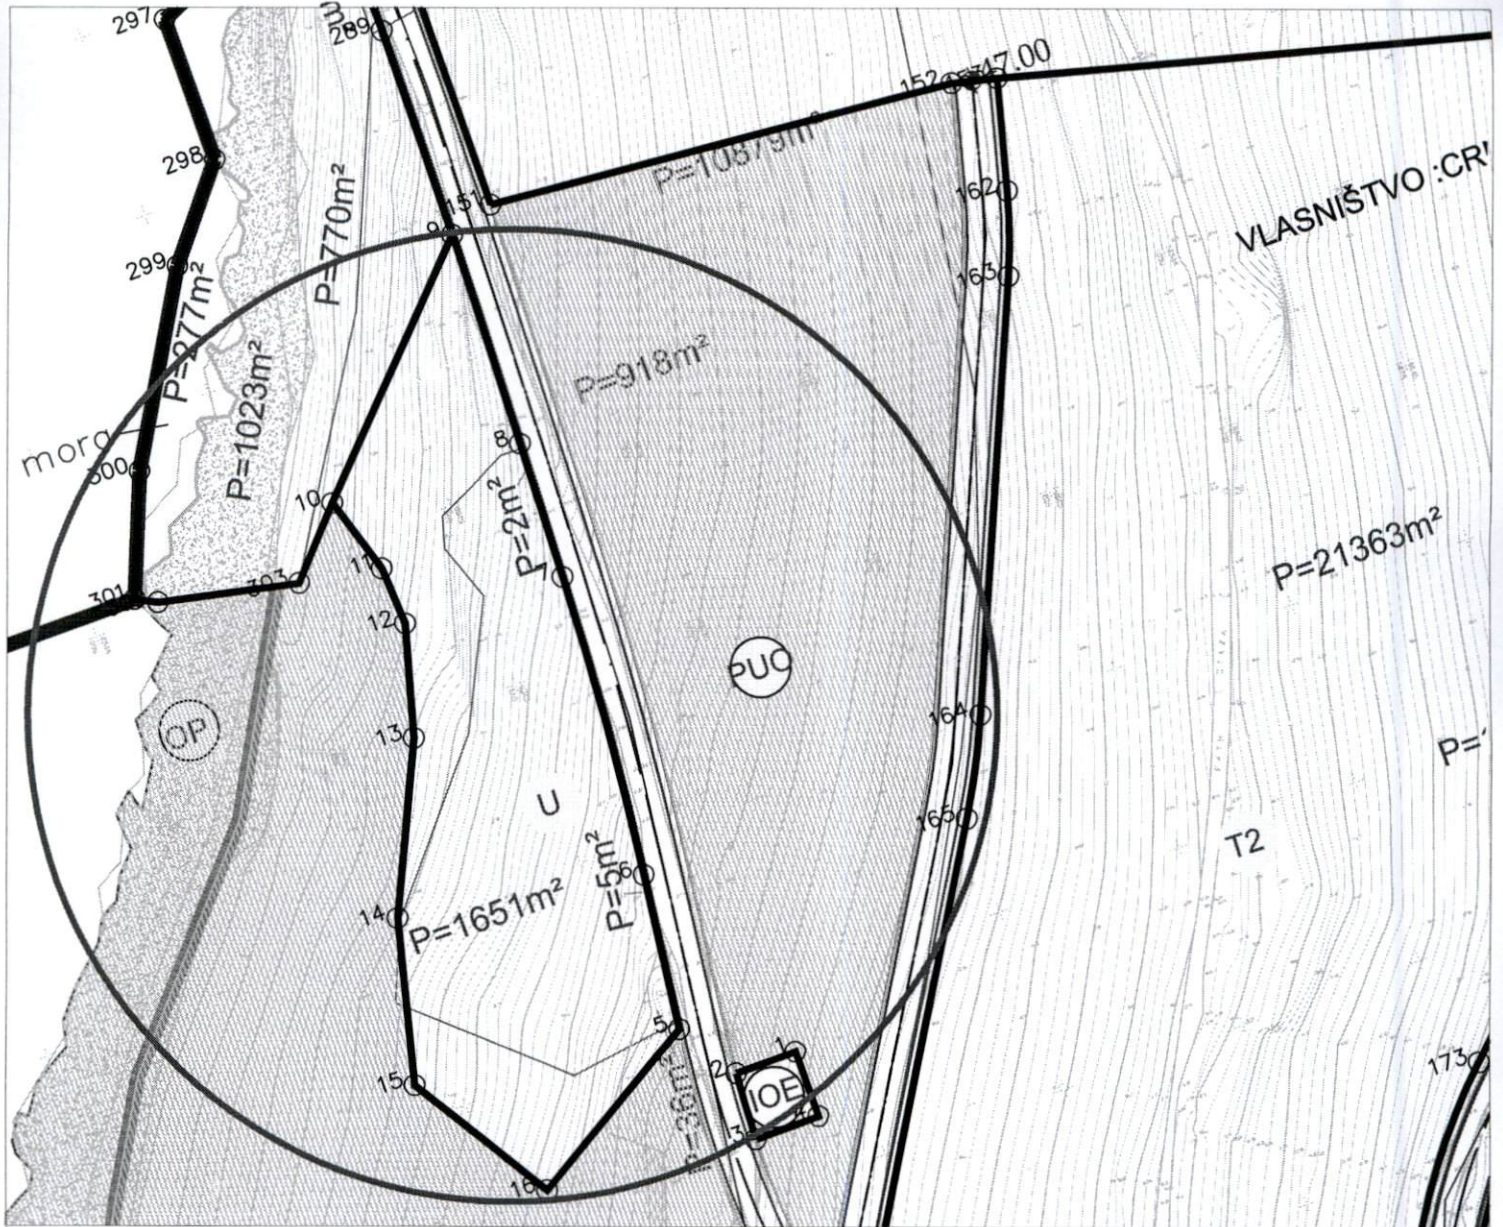 297
289
152
47.00
298
P=10879m²
P=770m²
162
VLASNIŠTVO :CR
151
9
299
163
P=277m²
P=918m²
P=1023m²
mora
300
8
10
P=2m²
P=21363m²
11
7
303
301
12
PUO
OP
164
13
P=
U
165
T2
6
P=5m²
14
P=1651m²
5
1
2
173
15
IOE
P=36m²
4
3
16